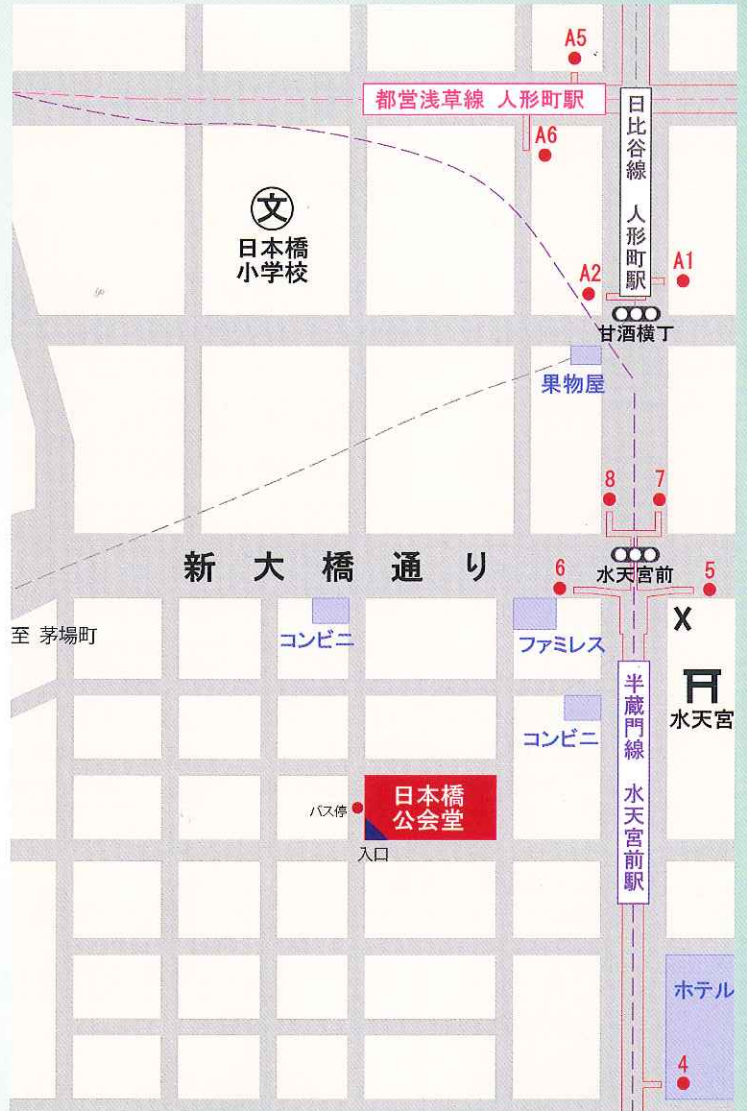 A5
都営浅草線 人形町駅
A6
日比谷線 人形町駅
文
日本橋
小学校
A2
A1
甘酒横丁
果物屋
8
7
新大橋通り
水天宮前
6
5
至 茅場町
コンビニ
ファミレス
X
水天宮
コンビニ
半蔵門線 水天宮前駅
バス停
日本橋
公会堂
入口
ホテル
4